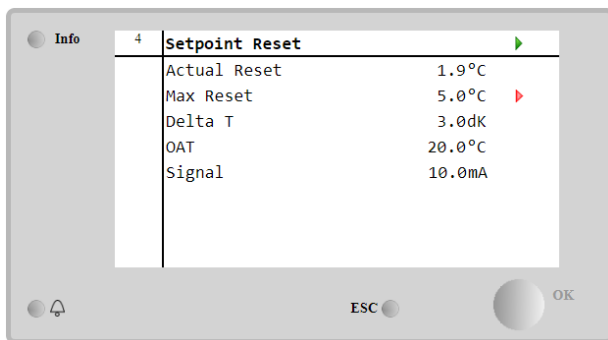 Info
4 Setpoint Reset
Actual Reset 1.9°C
Max Reset 5.0°C
Delta T 3.0dK
OAT 20.0°C
Signal 10.0mA
ESC OK